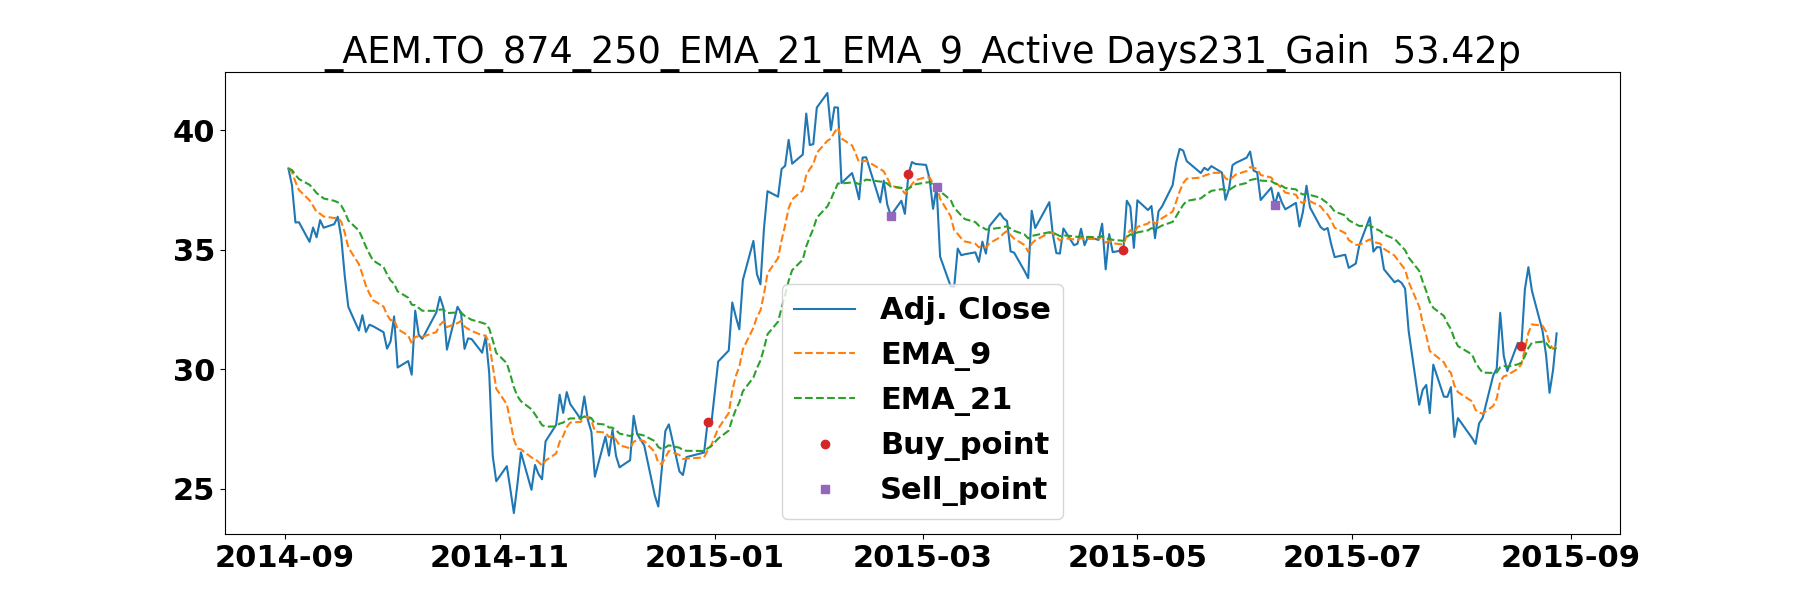 _AEM.TO_874_250_EMA_21_EMA_9_Active Days231_Gain  53.42p
40
35
30
25
Adj. Close
EMA_9
EMA_21
Buy_point
Sell_point
2014-09 2014-11 2015-01 2015-03 2015-05 2015-07 2015-09